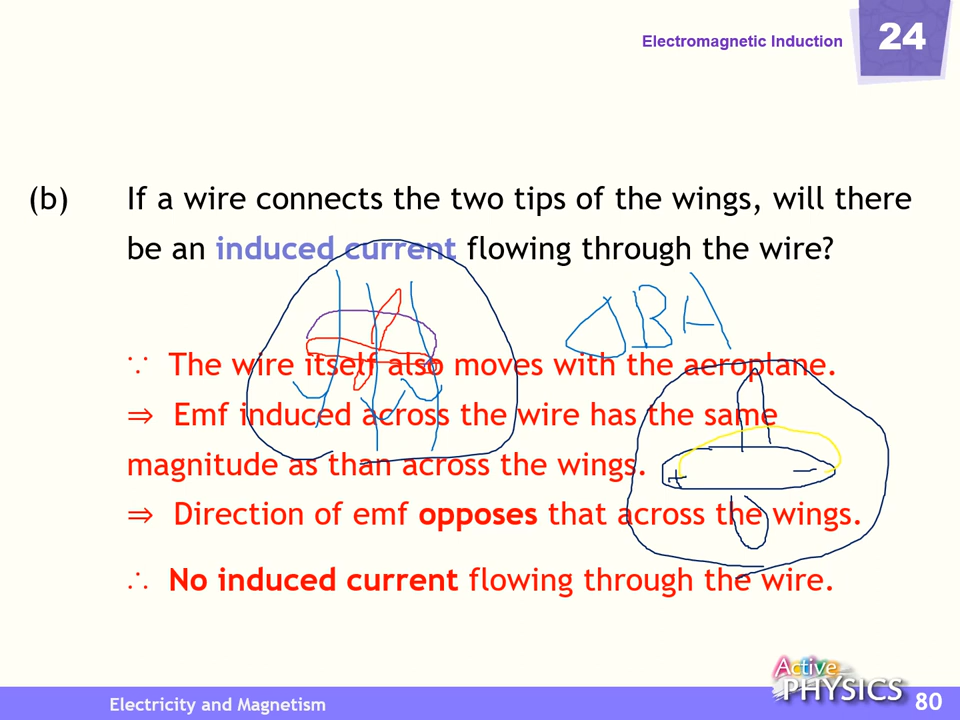 Electromagnetic Induction 24
(b) If a wire connects the two tips of the wings, will there
be an induced current flowing through the wire?
ΔBA
∵ The wire itself also moves with the aeroplane.
⇒ Emf induced across the wire has the same
magnitude as than across the wings.
+ −
⇒ Direction of emf opposes that across the wings.
∴ No induced current flowing through the wire.
Active
PHYSICS
Electricity and Magnetism 80